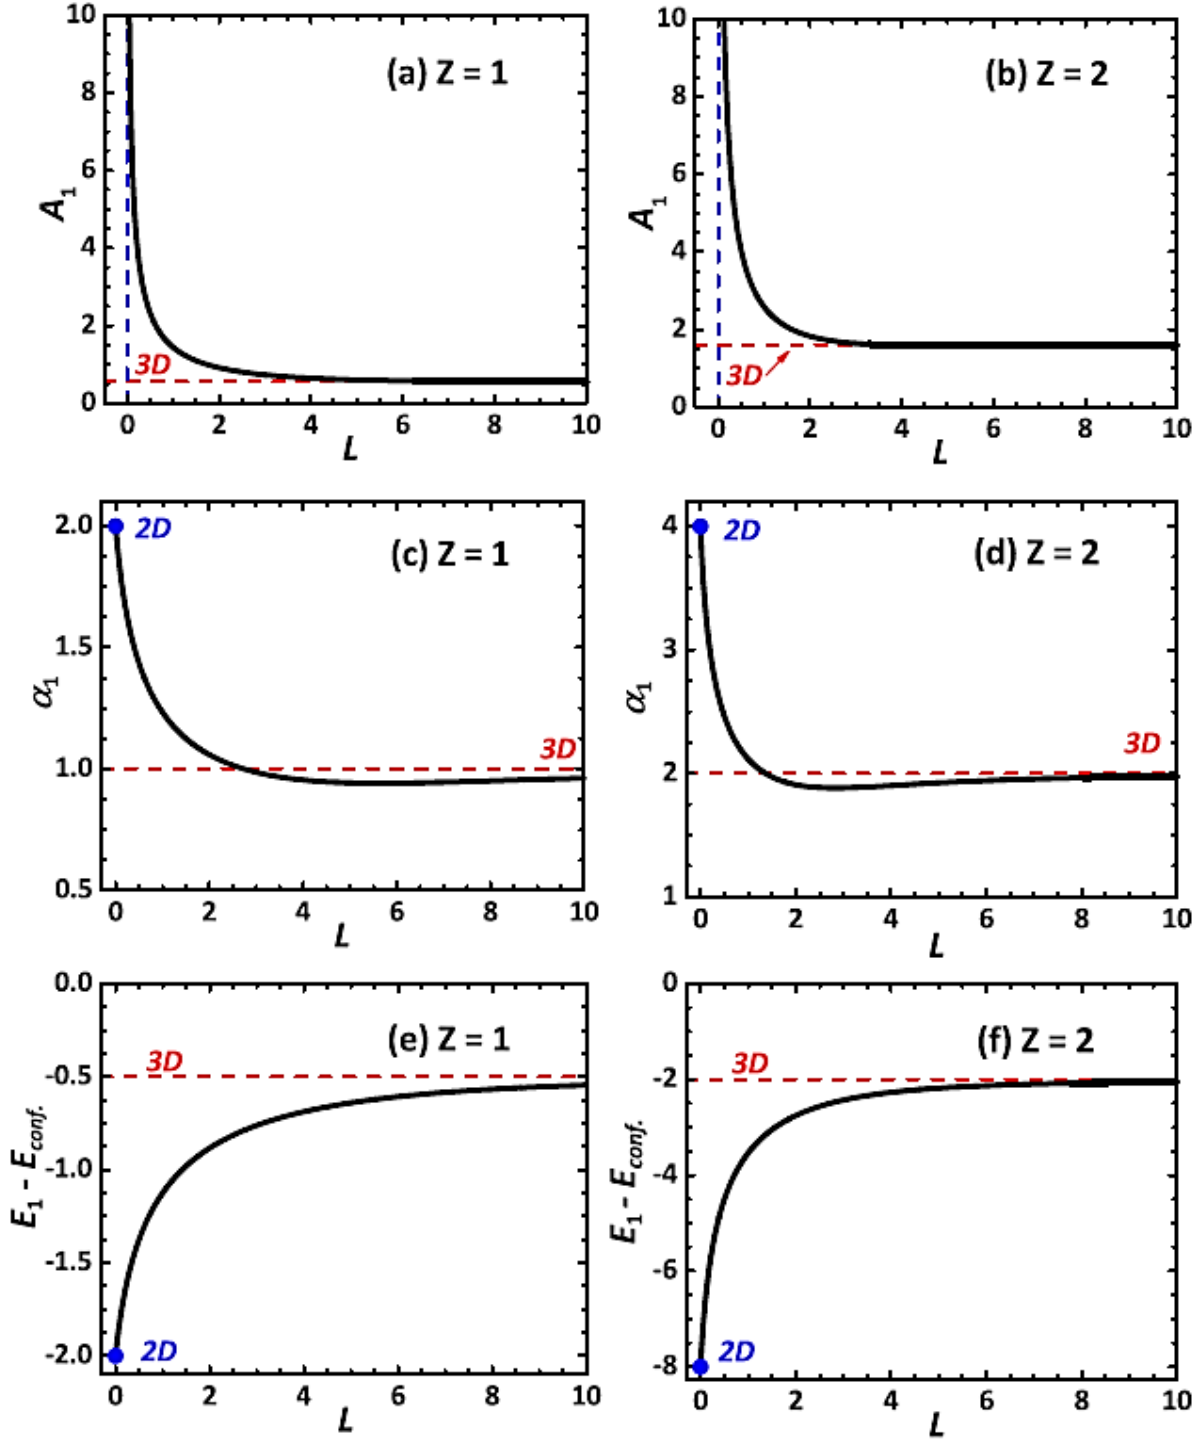 10
8
6
4
2
0
A₁
(a) Z = 1
3D
0 2 4 6 8 10
L
10
8
6
4
2
0
A₁
(b) Z = 2
3D
0 2 4 6 8 10
L
2.0
1.5
1.0
0.5
α₁
2D
(c) Z = 1
3D
0 2 4 6 8 10
L
4
3
2
1
α₁
2D
(d) Z = 2
3D
0 2 4 6 8 10
L
0.0
-0.5
-1.0
-1.5
-2.0
E₁ - E_conf.
(e) Z = 1
3D
2D
0 2 4 6 8 10
L
0
-2
-4
-6
-8
E₁ - E_conf.
(f) Z = 2
3D
2D
0 2 4 6 8 10
L